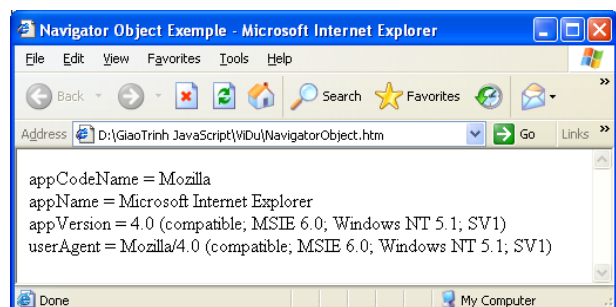 Navigator Object Exemple - Microsoft Internet Explorer
File Edit View Favorites Tools Help
Back Search Favorites »
Address D:\GiaoTrinh JavaScript\ViDu\NavigatorObject.htm Go Links »
appCodeName = Mozilla
appName = Microsoft Internet Explorer
appVersion = 4.0 (compatible; MSIE 6.0; Windows NT 5.1; SV1)
userAgent = Mozilla/4.0 (compatible; MSIE 6.0; Windows NT 5.1; SV1)
Done My Computer